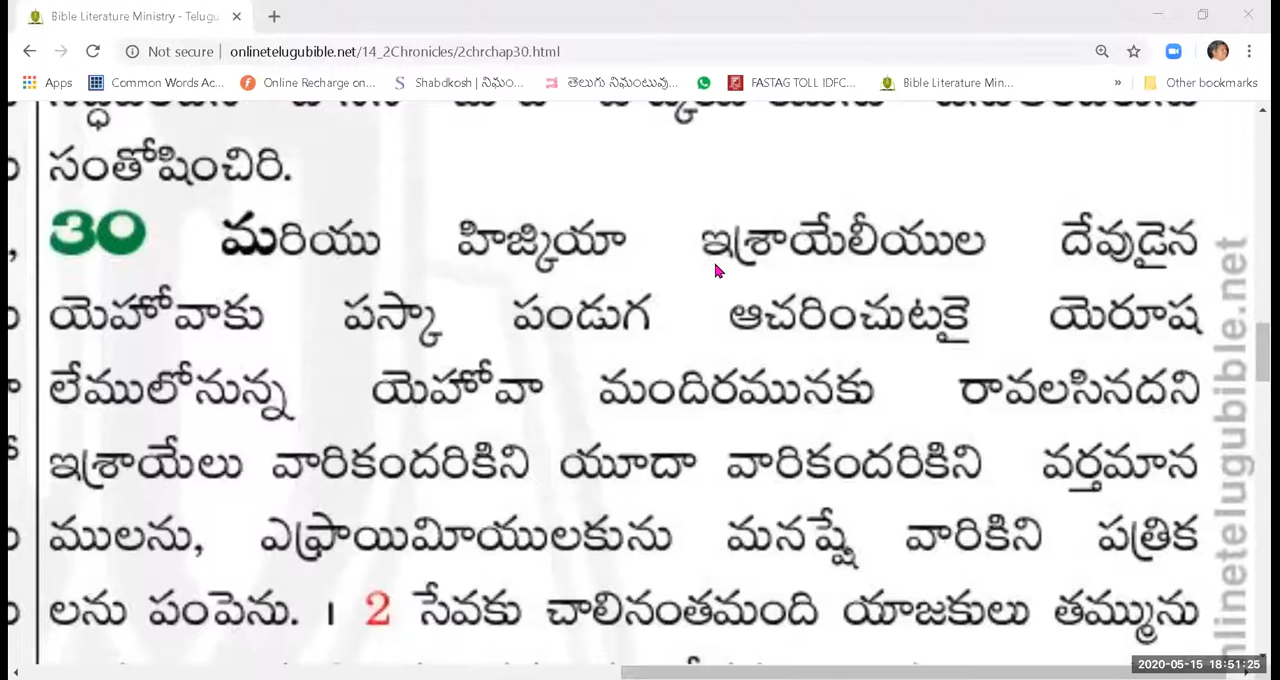 Bible Literature Ministry - Telugu
Not secure | onlinetelugubible.net/14_2Chronicles/2chrchap30.html
Apps Common Words Ac... Online Recharge on... Shabdkosh | నిఘం... తెలుగు నిఘంటువు... FASTAG TOLL IDFC... Bible Literature Min... » Other bookmarks
సంతోషించిరి.
30 మరియు హిజ్కియా ఇశ్రాయేలీయుల దేవుడైన
యెహోవాకు పస్కా పండుగ ఆచరించుటకై యెరూష
లేములోనున్న యెహోవా మందిరమునకు రావలసినదని
ఇశ్రాయేలు వారికందరికిని యూదా వారికందరికిని వర్తమాన
ములను, ఎఫ్రాయిమీయులకును మనష్షే వారికిని పత్రిక
లను పంపెను. । 2 సేవకు చాలినంతమంది యాజకులు తమ్మును
onlinetelugubible.net
2020-05-15 18:51:25